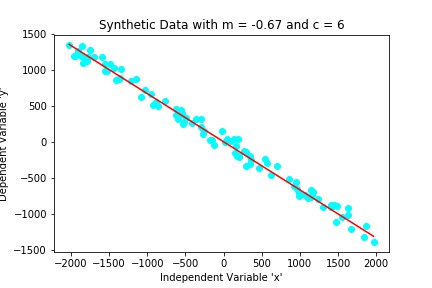 Synthetic Data with m = -0.67 and c = 6
Dependent Variable 'y'
1500
1000
500
0
−500
−1000
−1500
−2000 −1500 −1000 −500 0 500 1000 1500 2000
Independent Variable 'x'